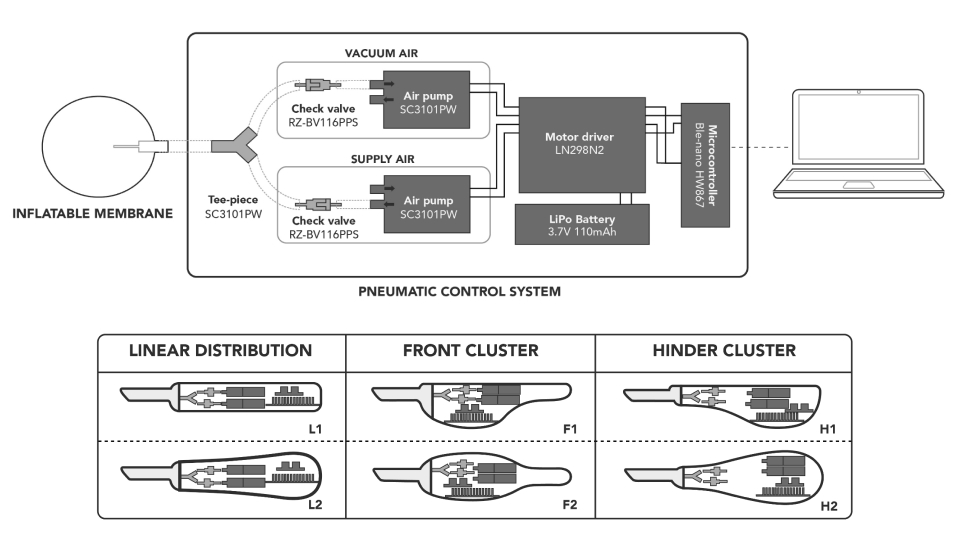 VACUUM AIR
Check valve
RZ-BV116PPS
Air pump
SC3101PW
SUPPLY AIR
Check valve
RZ-BV116PPS
Air pump
SC3101PW
Tee-piece
SC3101PW
INFLATABLE MEMBRANE
Motor driver
LN298N2
LiPo Battery
3.7V 110mAh
Microcontroller
Ble-nano HW867
PNEUMATIC CONTROL SYSTEM
LINEAR DISTRIBUTION
FRONT CLUSTER
HINDER CLUSTER
L1
F1
H1
L2
F2
H2